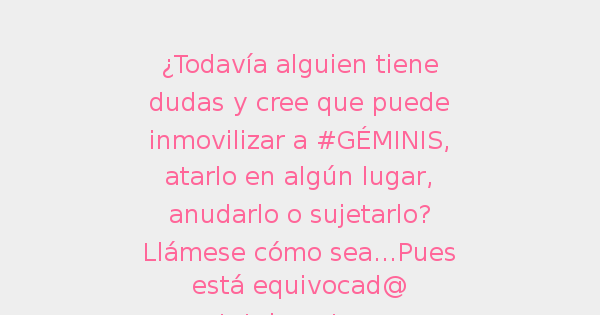 ¿Todavía alguien tiene
dudas y cree que puede
inmovilizar a #GÉMINIS,
atarlo en algún lugar,
anudarlo o sujetarlo?
Llámese cómo sea...Pues
está equivocad@